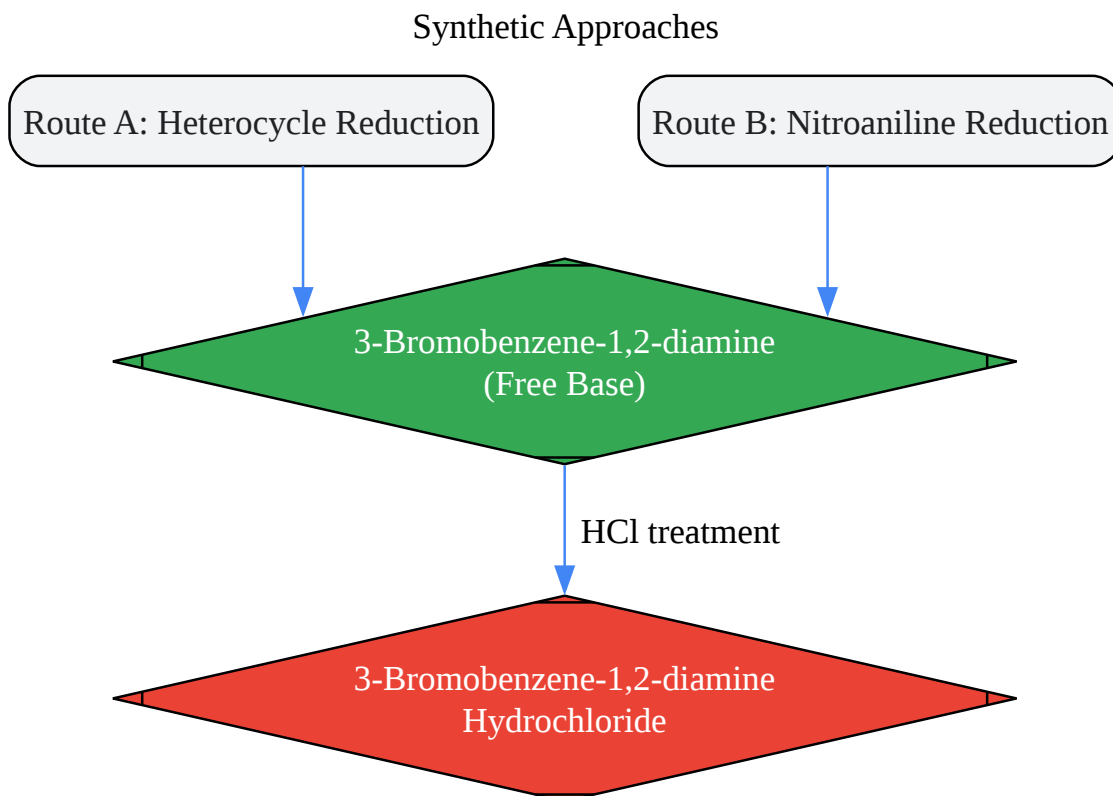 Synthetic Approaches
Route A: Heterocycle Reduction
Route B: Nitroaniline Reduction
3-Bromobenzene-1,2-diamine
(Free Base)
HCl treatment
3-Bromobenzene-1,2-diamine
Hydrochloride